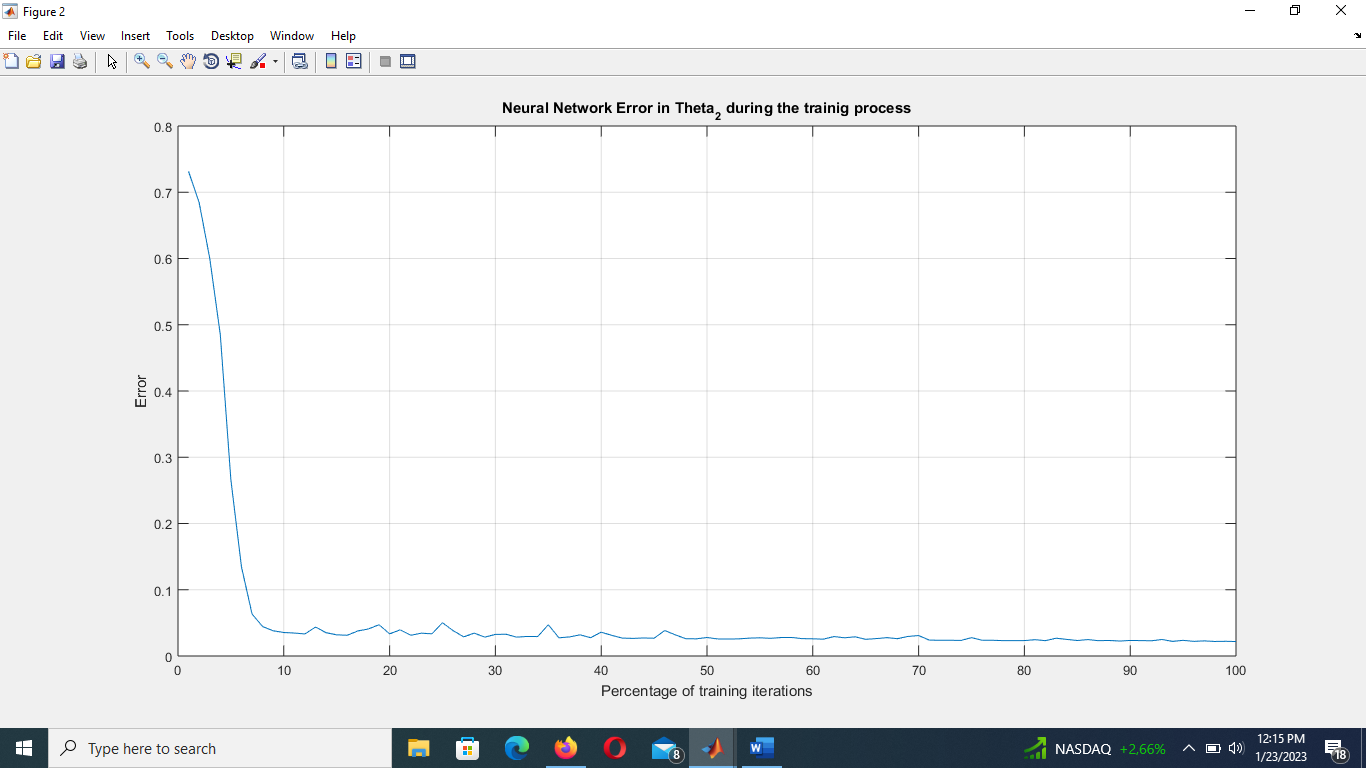 Figure 2
File Edit View Insert Tools Desktop Window Help
Neural Network Error in Theta2 during the trainig process
0.8
0.7
0.6
0.5
0.4
0.3
0.2
0.1
0
Error
0 10 20 30 40 50 60 70 80 90 100
Percentage of training iterations
Type here to search
8
W
NASDAQ +2,66%
12:15 PM
1/23/2023
18